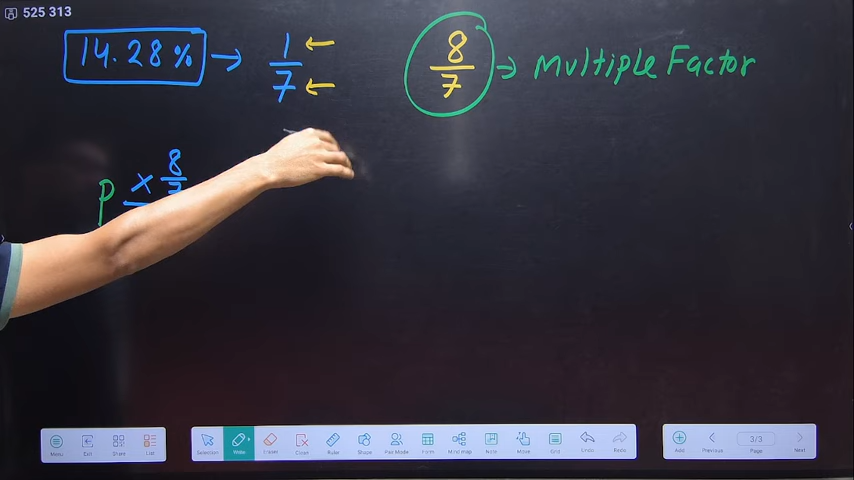 525 313
14.28% → 1/7 ← ← 8/7 → Multiple Factor
P × 8/7
Menu Exit Share List Selection Write Eraser Clear Ruler Shape Pen Mode Form Mind map Note Move Grid Undo Redo Add Previous 3/3 Page Next